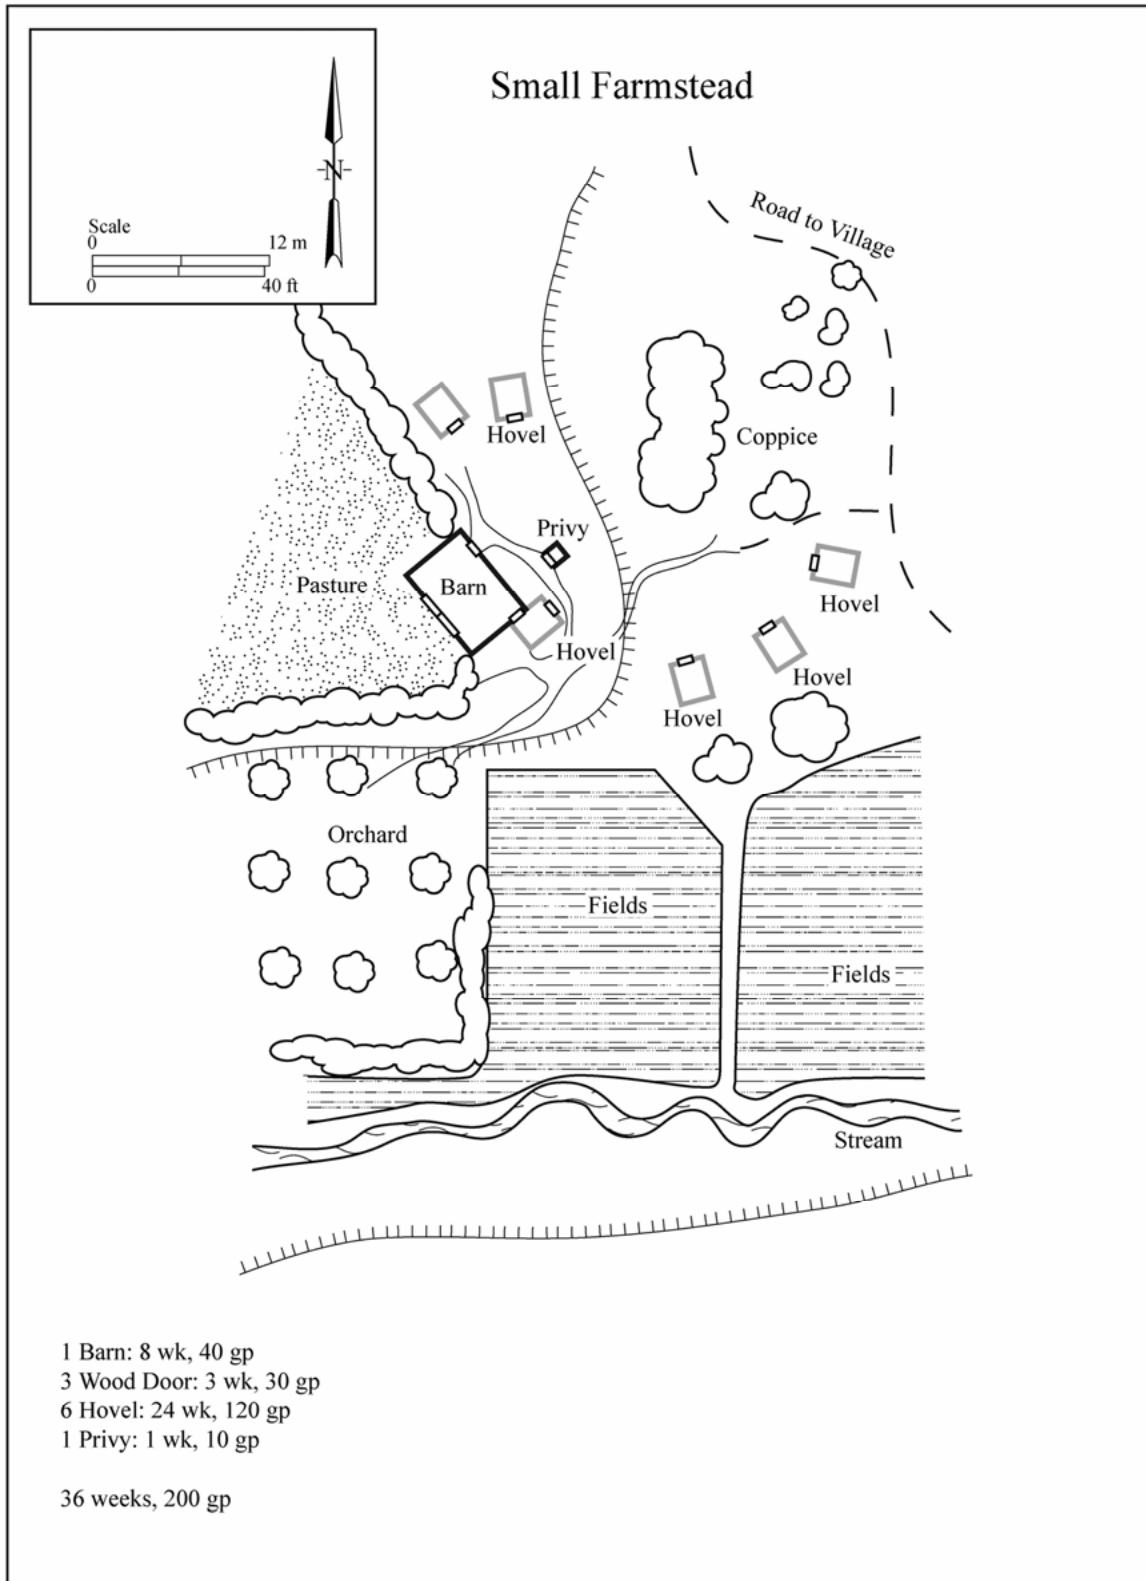 Small Farmstead
N
Scale
0 12 m
0 40 ft
Road to Village
Hovel
Coppice
Privy
Pasture
Barn
Hovel
Hovel
Hovel
Hovel
Orchard
Fields
Fields
Stream
1 Barn: 8 wk, 40 gp
3 Wood Door: 3 wk, 30 gp
6 Hovel: 24 wk, 120 gp
1 Privy: 1 wk, 10 gp
36 weeks, 200 gp